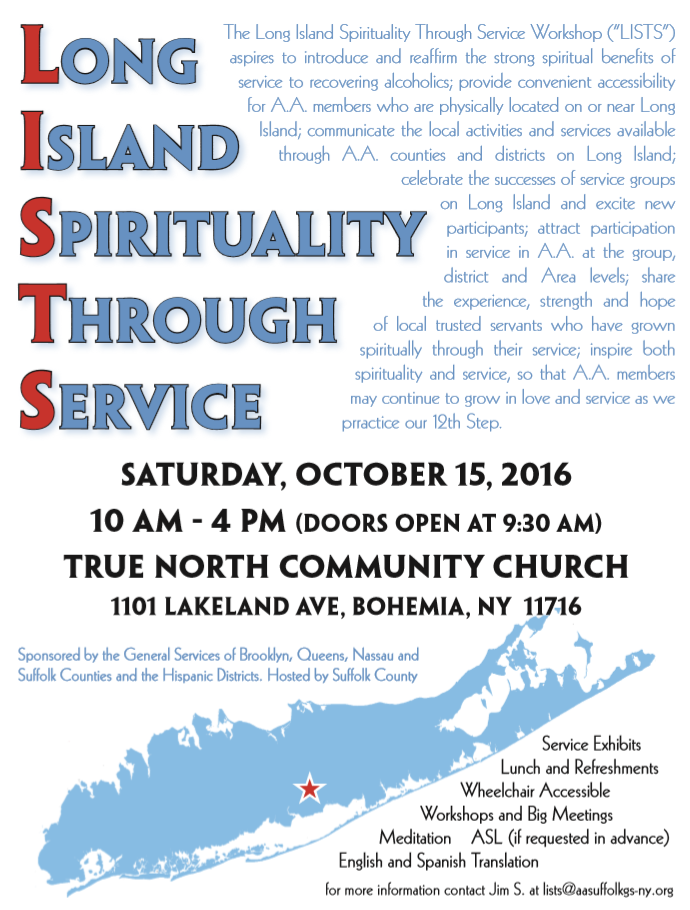 Long
Island
Spirituality
Through
Service
The Long Island Spirituality Through Service Workshop ("LISTS")
aspires to introduce and reaffirm the strong spiritual benefits of
service to recovering alcoholics; provide convenient accessibility
for A.A. members who are physically located on or near Long
Island; communicate the local activities and services available
through A.A. counties and districts on Long Island;
celebrate the successes of service groups
on Long Island and excite new
participants; attract participation
in service in A.A. at the group,
district and Area levels; share
the experience, strength and hope
of local trusted servants who have grown
spiritually through their service; inspire both
spirituality and service, so that A.A. members
may continue to grow in love and service as we
prractice our 12th Step.
SATURDAY, OCTOBER 15, 2016
10 AM - 4 PM (DOORS OPEN AT 9:30 AM)
TRUE NORTH COMMUNITY CHURCH
1101 LAKELAND AVE, BOHEMIA, NY 11716
Sponsored by the General Services of Brooklyn, Queens, Nassau and
Suffolk Counties and the Hispanic Districts. Hosted by Suffolk County
Service Exhibits
Lunch and Refreshments
Wheelchair Accessible
Workshops and Big Meetings
Meditation ASL (if requested in advance)
English and Spanish Translation
for more information contact Jim S. at lists@aasuffolkgs-ny.org